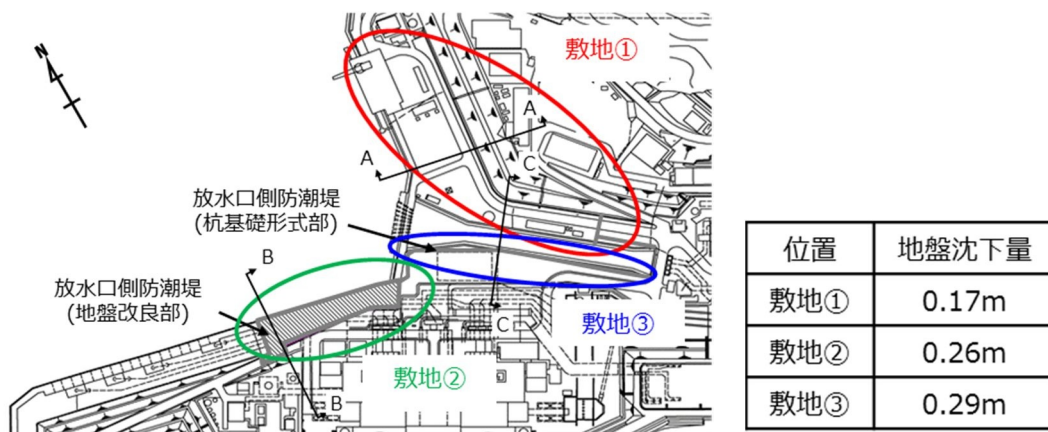 N
敷地①
A
A
C
放水口側防潮堤
(杭基礎形式部)
B
放水口側防潮堤
(地盤改良部)
C
敷地③
敷地②
B
位置 地盤沈下量
敷地① 0.17m
敷地② 0.26m
敷地③ 0.29m